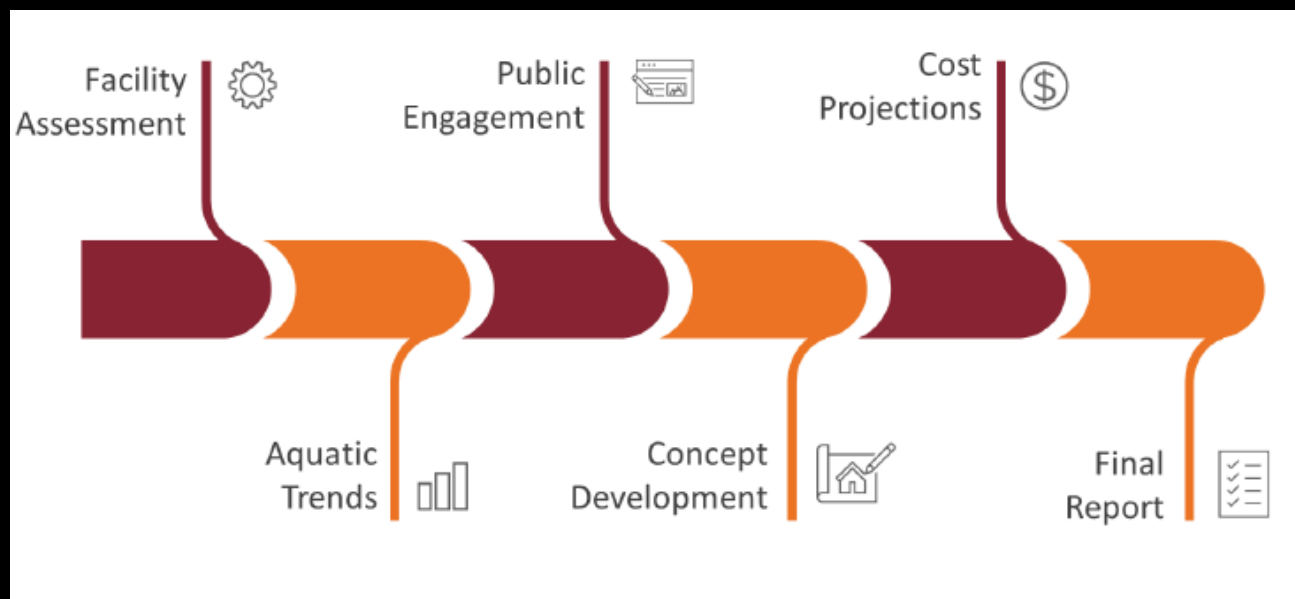 Facility
Assessment
Aquatic
Trends
Public
Engagement
Concept
Development
Cost
Projections
$
Final
Report